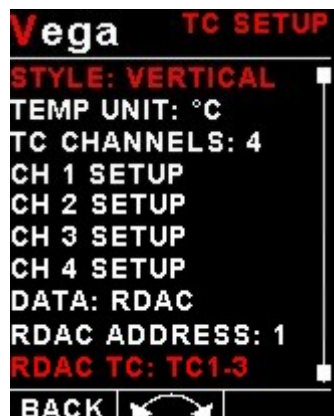 Vega TC SETUP
STYLE: VERTICAL
TEMP UNIT: °C
TC CHANNELS: 4
CH 1 SETUP
CH 2 SETUP
CH 3 SETUP
CH 4 SETUP
DATA: RDAC
RDAC ADDRESS: 1
RDAC TC: TC1-3
BACK